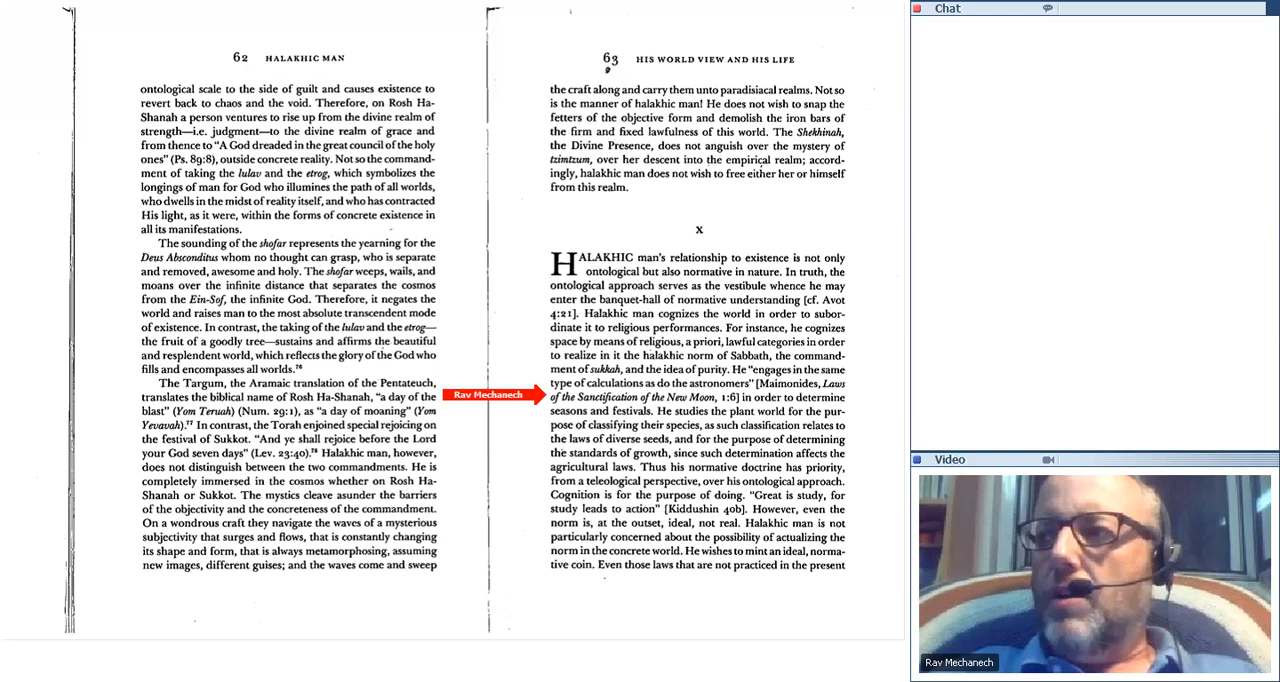 62 HALAKHIC MAN
ontological scale to the side of guilt and causes existence to
revert back to chaos and the void. Therefore, on Rosh Ha-
Shanah a person ventures to rise up from the divine realm of
strength—i.e. judgment—to the divine realm of grace and
from thence to "A God dreaded in the great council of the holy
ones" (Ps. 89:8), outside concrete reality. Not so the command-
ment of taking the lulav and the etrog, which symbolizes the
longings of man for God who illumines the path of all worlds,
who dwells in the midst of reality itself, and who has contracted
His light, as it were, within the forms of concrete existence in
all its manifestations.
The sounding of the shofar represents the yearning for the
Deus Absconditus whom no thought can grasp, who is separate
and removed, awesome and holy. The shofar weeps, wails, and
moans over the infinite distance that separates the cosmos
from the Ein-Sof, the infinite God. Therefore, it negates the
world and raises man to the most absolute transcendent mode
of existence. In contrast, the taking of the lulav and the etrog—
the fruit of a goodly tree—sustains and affirms the beautiful
and resplendent world, which reflects the glory of the God who
fills and encompasses all worlds.76
The Targum, the Aramaic translation of the Pentateuch,
translates the biblical name of Rosh Ha-Shanah, "a day of the
blast" (Yom Teruah) (Num. 29:1), as "a day of moaning" (Yom
Yevavah).77 In contrast, the Torah enjoined special rejoicing on
the festival of Sukkot. "And ye shall rejoice before the Lord
your God seven days" (Lev. 23:40).78 Halakhic man, however,
does not distinguish between the two commandments. He is
completely immersed in the cosmos whether on Rosh Ha-
Shanah or Sukkot. The mystics cleave asunder the barriers
of the objectivity and the concreteness of the commandment.
On a wondrous craft they navigate the waves of a mysterious
subjectivity that surges and flows, that is constantly changing
its shape and form, that is always metamorphosing, assuming
new images, different guises; and the waves come and sweep
63 HIS WORLD VIEW AND HIS LIFE
the craft along and carry them unto paradisiacal realms. Not so
is the manner of halakhic man! He does not wish to snap the
fetters of the objective form and demolish the iron bars of
the firm and fixed lawfulness of this world. The Shekhinah,
the Divine Presence, does not anguish over the mystery of
tzimtzum, over her descent into the empirical realm; accord-
ingly, halakhic man does not wish to free either her or himself
from this realm.
X
HALAKHIC man's relationship to existence is not only
ontological but also normative in nature. In truth, the
ontological approach serves as the vestibule whence he may
enter the banquet-hall of normative understanding [cf. Avot
4:21]. Halakhic man cognizes the world in order to subor-
dinate it to religious performances. For instance, he cognizes
space by means of religious, a priori, lawful categories in order
to realize in it the halakhic norm of Sabbath, the command-
ment of sukkah, and the idea of purity. He "engages in the same
type of calculations as do the astronomers" [Maimonides, Laws
of the Sanctification of the New Moon, 1:6] in order to determine
seasons and festivals. He studies the plant world for the pur-
pose of classifying their species, as such classification relates to
the laws of diverse seeds, and for the purpose of determining
the standards of growth, since such determination affects the
agricultural laws. Thus his normative doctrine has priority,
from a teleological perspective, over his ontological approach.
Cognition is for the purpose of doing. "Great is study, for
study leads to action" [Kiddushin 40b]. However, even the
norm is, at the outset, ideal, not real. Halakhic man is not
particularly concerned about the possibility of actualizing the
norm in the concrete world. He wishes to mint an ideal, norma-
tive coin. Even those laws that are not practiced in the present
Rav Mechanech
Chat
Video
Rav Mechanech